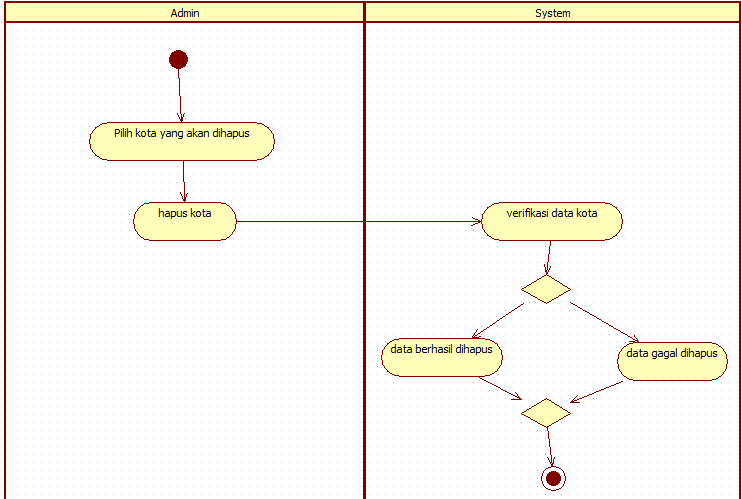 Admin
System
Pilih kota yang akan dihapus
hapus kota
verifikasi data kota
data berhasil dihapus
data gagal dihapus